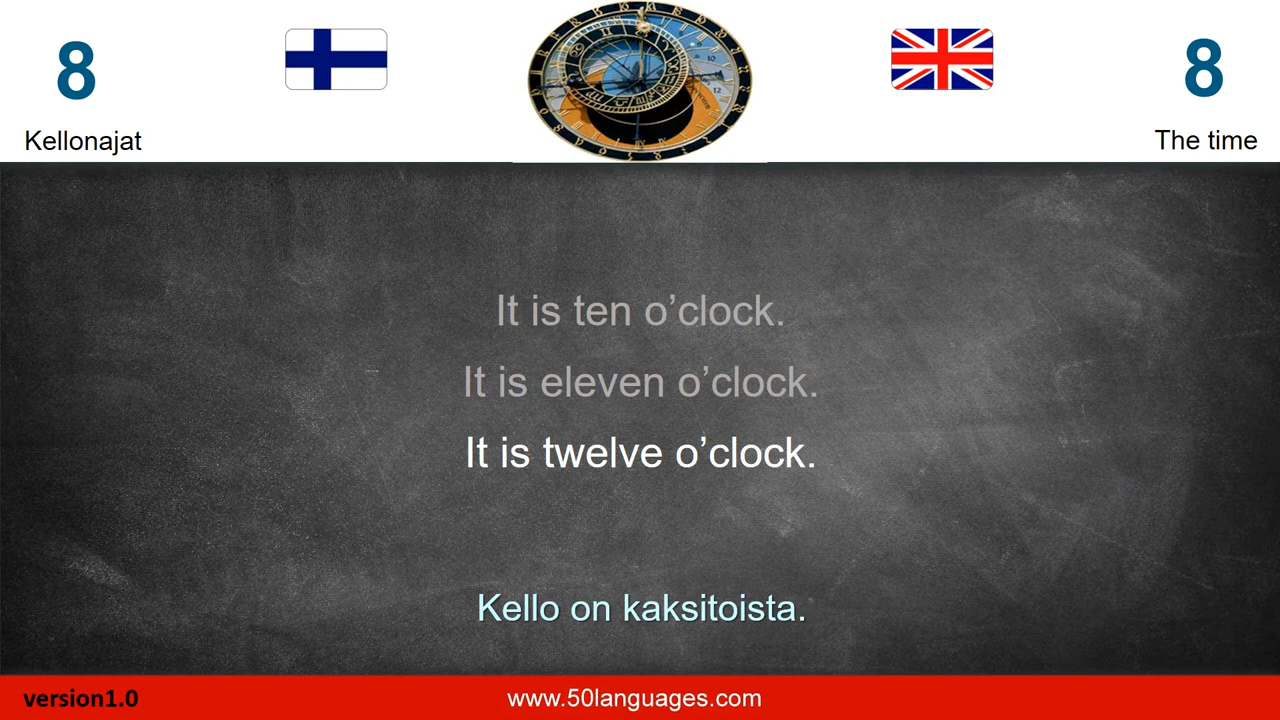 8
8
Kellonajat
The time
It is ten o’clock.
It is eleven o’clock.
It is twelve o’clock.
Kello on kaksitoista.
version1.0
www.50languages.com